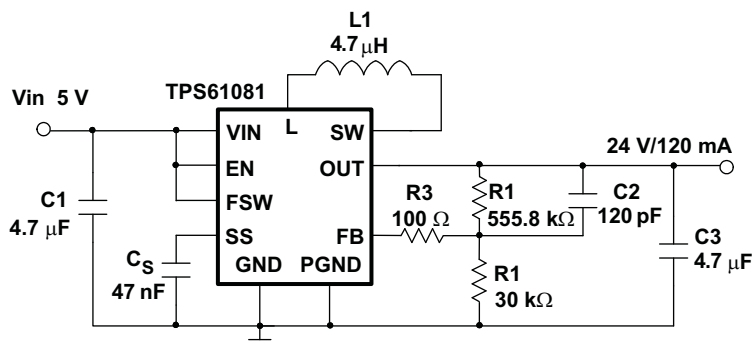 L1
4.7 μH
Vin 5 V
TPS61081
L
VIN
SW
24 V/120 mA
EN
OUT
C1
4.7 μF
FSW
R3
100 Ω
R1
555.8 kΩ
C2
120 pF
SS
FB
C3
4.7 μF
CS
47 nF
GND
PGND
R1
30 kΩ